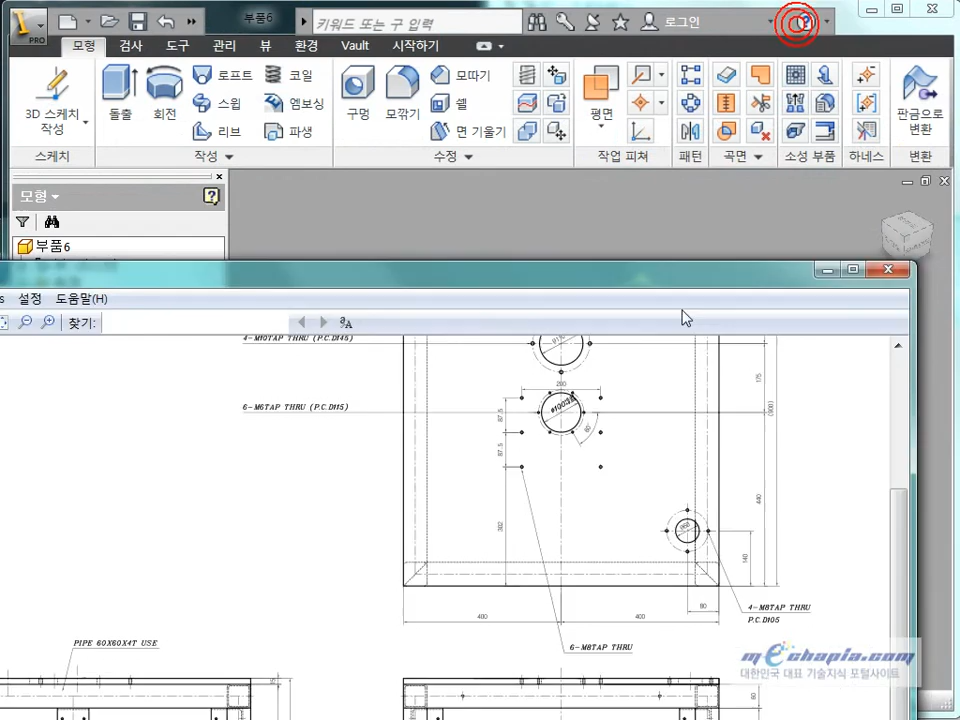 부품6
키워드 또는 구 입력
로그인
PRO
모형 검사 도구 관리 뷰 환경 Vault 시작하기
3D 스케치 작성
돌출
회전
로프트
스윕
리브
코일
엠보싱
파생
구멍
모깎기
모따기
쉘
면 기울기
평면
판금으로 변환
스케치
작성
수정
작업 피쳐
패턴
곡면
소성 부품
하네스
변환
모형
부품6
s 설정 도움말(H)
찾기:
4-M10TAP THRU (P.C.D145)
6-M6TAP THRU (P.C.D115)
200
87.5
87.5
302
60°
175
(900)
440
140
80
400
400
4-M8TAP THRU
P.C.D105
6-M8TAP THRU
PIPE 60X60X4T USE
mechapia.com
대한민국 대표 기술지식 포털사이트